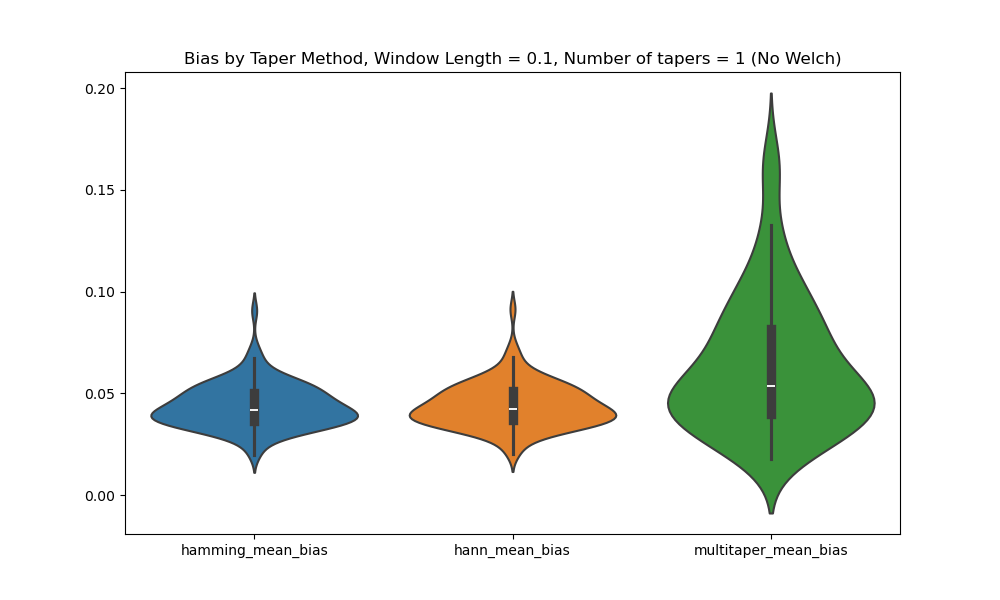 Bias by Taper Method, Window Length = 0.1, Number of tapers = 1 (No Welch)
0.20
0.15
0.10
0.05
0.00
hamming_mean_bias
hann_mean_bias
multitaper_mean_bias